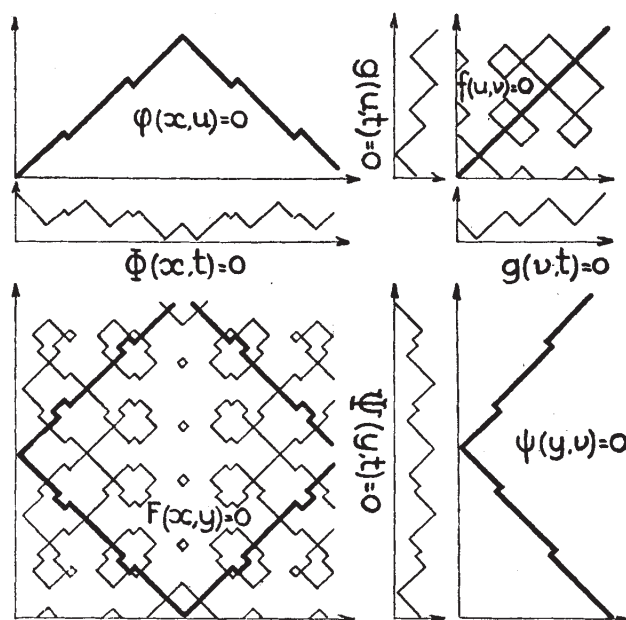 φ(x,u)=0
g(u,t)=0
f(u,v)=0
Φ(x,t)=0
g(v,t)=0
F(x,y)=0
Ψ(y,t)=0
ψ(y,v)=0